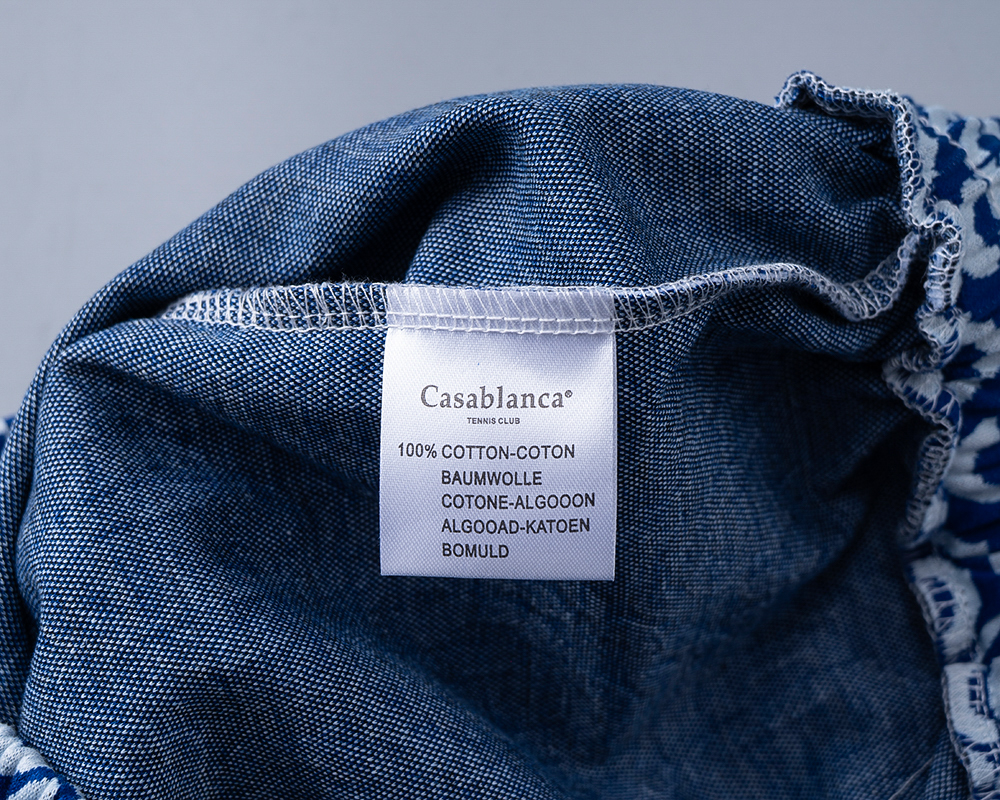 Casablanca®
TENNIS CLUB
100% COTTON-COTON
BAUMWOLLE
COTONE-ALGOOON
ALGOOAD-KATOEN
BOMULD